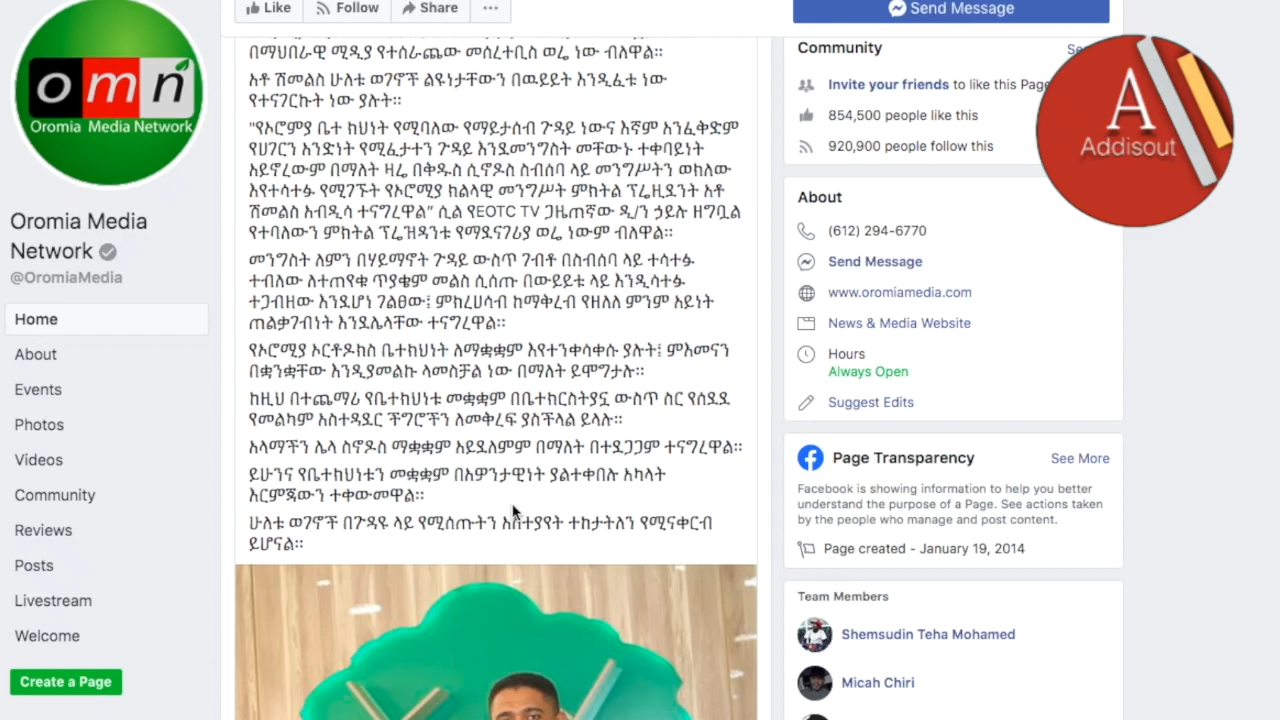 Like
Follow
Share
Send Message
omn
Oromia Media Network
Oromia Media
Network
@OromiaMedia
Home
About
Events
Photos
Videos
Community
Reviews
Posts
Livestream
Welcome
Create a Page
በማህበራዊ ሚዲያ የተሰራጨው መሰረተቢስ ወሬ ነው ብለዋል፡፡
አቶ ሽመልስ ሁለቱ ወገኖች ልዩነታቸውን በዉይይት እንዲፈቱ ነው
የተናገርኩት ነው ያሉት፡፡
"የኦሮምያ ቤተ ክህነት የሚባለው የማይታሰብ ጉዳይ ነውና እኛም አንፈቅድም
የሀገርን አንድነት የሚፈታተን ጉዳይ እንደመንግስት መቸውኑ ተቀባይነት
አይኖረውም በማለት ዛሬ በቅዱስ ሲኖዶስ ስብሰባ ላይ መንግሥትን ወክለው
እየተሳተፉ የሚገኙት የኦሮሚያ ክልላዊ መንግሥት ምክትል ፕሬዚደንት አቶ
ሽመልስ አብዲሳ ተናግረዋል” ሲል የEOTC TV ጋዜጠኛው ዲ/ን ኃይሉ ዘግቧል
የተባለውን ምክትል ፕሬዝዳንቱ የማደናገሪያ ወሬ ነውም ብለዋል፡፡
መንግስት ለምን በሃይማኖት ጉዳይ ውስጥ ገብቶ በስብሰባ ላይ ተሳተፉ
ተብለው ለተጠየቁ ጥያቄም መልስ ሲሰጡ በውይይቱ ላይ እንዲሳተፉ
ተጋብዘው እንደሆነ ገልፀው፤ ምክረሀሳብ ከማቅረብ የዘለለ ምንም አይነት
ጠልቃገብነት እንደሌላቸው ተናግረዋል፡፡
የኦሮሚያ ኦርቶዶክስ ቤተክህነት ለማቋቋም እየተንቀሳቀሱ ያሉት፤ ምእመናን
በቋንቋቸው እንዲያመልኩ ላመስቻል ነው በማለት ይሞግታሉ፡፡
ከዚህ በተጨማሪ የቤተክህነቱ መቋቋም በቤተክርስትያኗ ውስጥ ስር የሰደደ
የመልካም አስተዳደር ችግሮችን ለመቅረፍ ያስችላል ይላሉ፡፡
አላማችን ሌላ ስኖዶስ ማቋቋም አይደለምም በማለት በተደጋጋም ተናግረዋል፡፡
ይሁንና የቤተክህነቱን መቋቋም በአዎንታዊነት ያልተቀበሉ አካላት
እርምጃውን ተቀውመዋል፡፡
ሁለቱ ወገኖች በጉዳዩ ላይ የሚሰጡትን አስተያየት ተከታትለን የሚናቀርብ
ይሆናል፡፡
Community
Invite your friends to like this Page
854,500 people like this
920,900 people follow this
A
Addisout
About
(612) 294-6770
Send Message
www.oromiamedia.com
News & Media Website
Hours
Always Open
Suggest Edits
Page Transparency
See More
Facebook is showing information to help you better
understand the purpose of a Page. See actions taken
by the people who manage and post content.
Page created - January 19, 2014
Team Members
Shemsudin Teha Mohamed
Micah Chiri